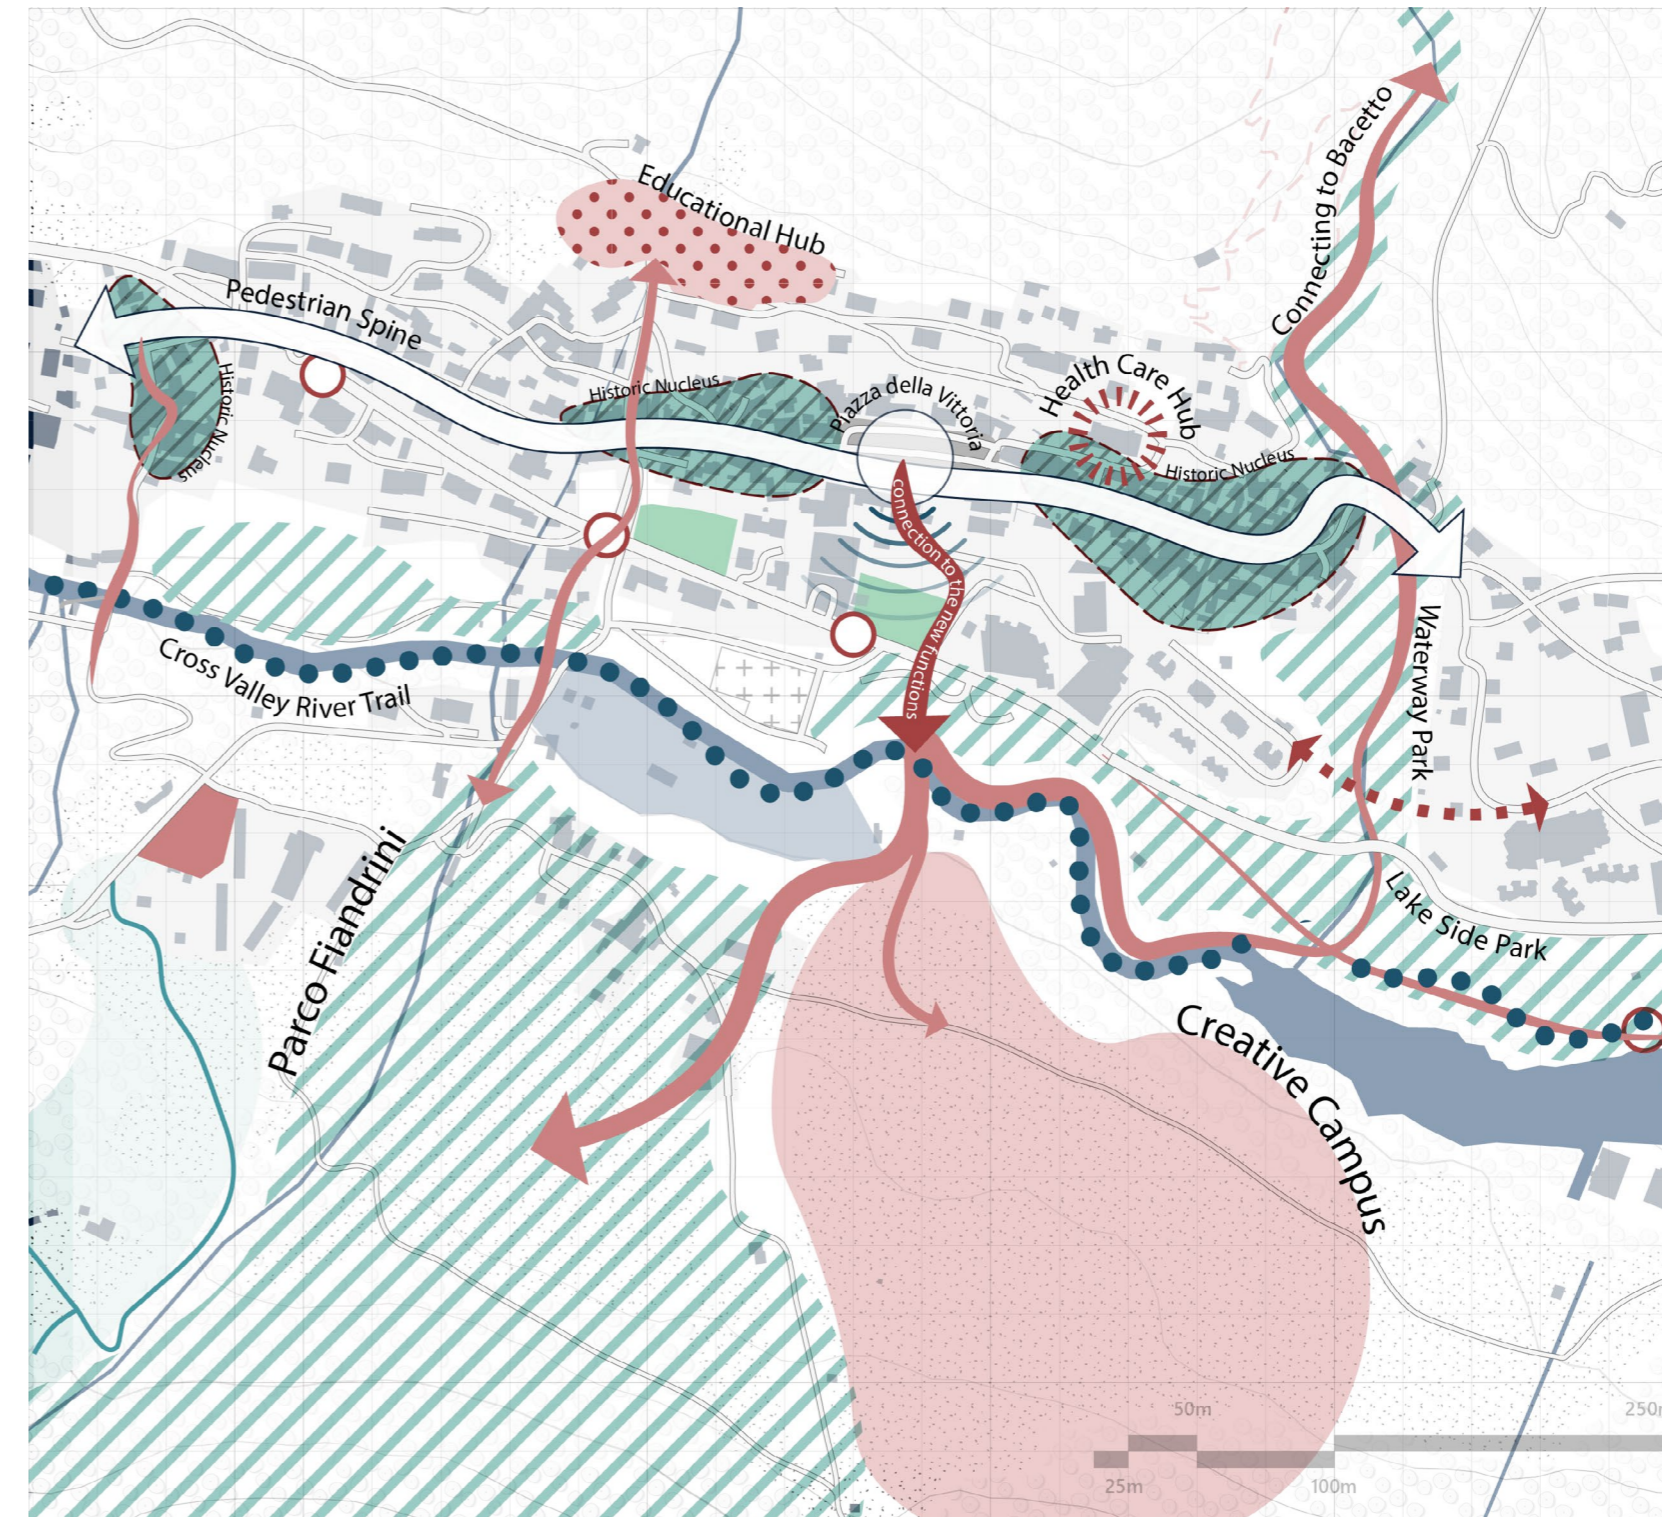 Connecting to Bacetto
Educational Hub
Pedestrian Spine
Historic Nucleus
Historic Nucleus
Piazza della Vittoria
Health Care Hub
Historic Nucleus
connection to the new functions
Cross Valley River Trail
Waterway Park
Parco Fiandrini
Lake Side Park
Creative Campus
50m
250m
25m
100m